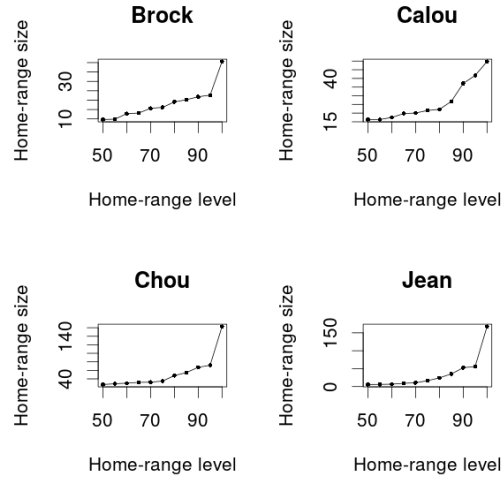 Brock
Home-range size
30
10
50 70 90
Home-range level
Calou
Home-range size
40
15
50 70 90
Home-range level
Chou
Home-range size
140
40
50 70 90
Home-range level
Jean
Home-range size
150
0
50 70 90
Home-range level